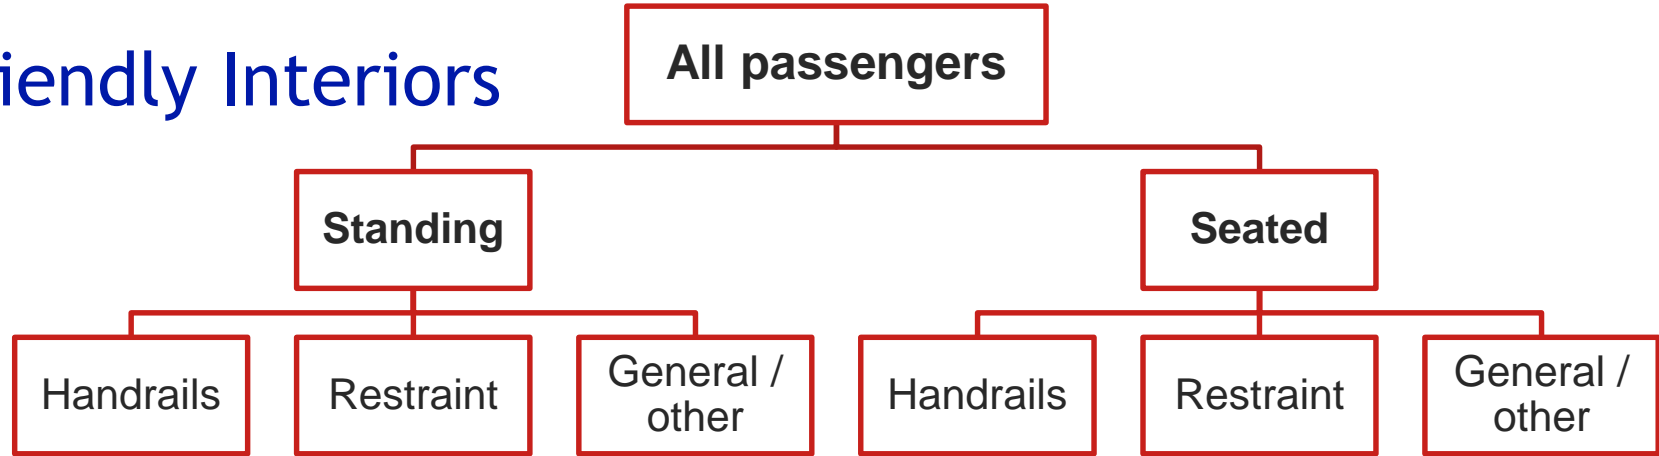 iendly Interiors
All passengers
Standing
Seated
Handrails
Restraint
General /
other
Handrails
Restraint
General /
other